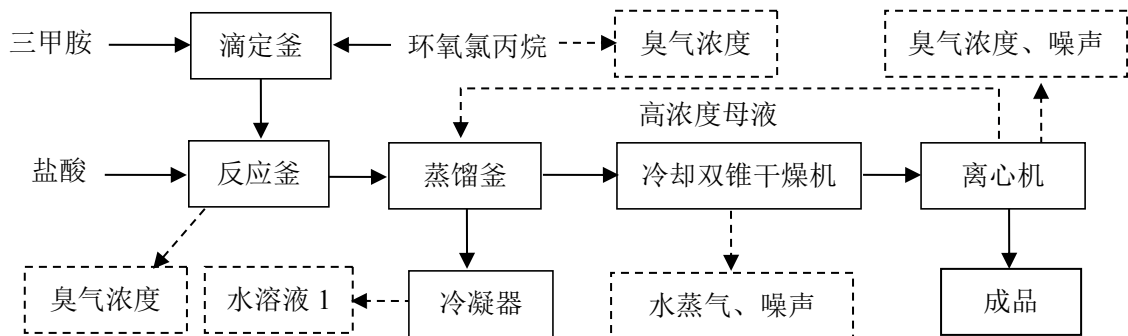 三甲胺
滴定釜
环氧氯丙烷
臭气浓度
臭气浓度、噪声
高浓度母液
盐酸
反应釜
蒸馏釜
冷却双锥干燥机
离心机
臭气浓度
水溶液 1
冷凝器
水蒸气、噪声
成品